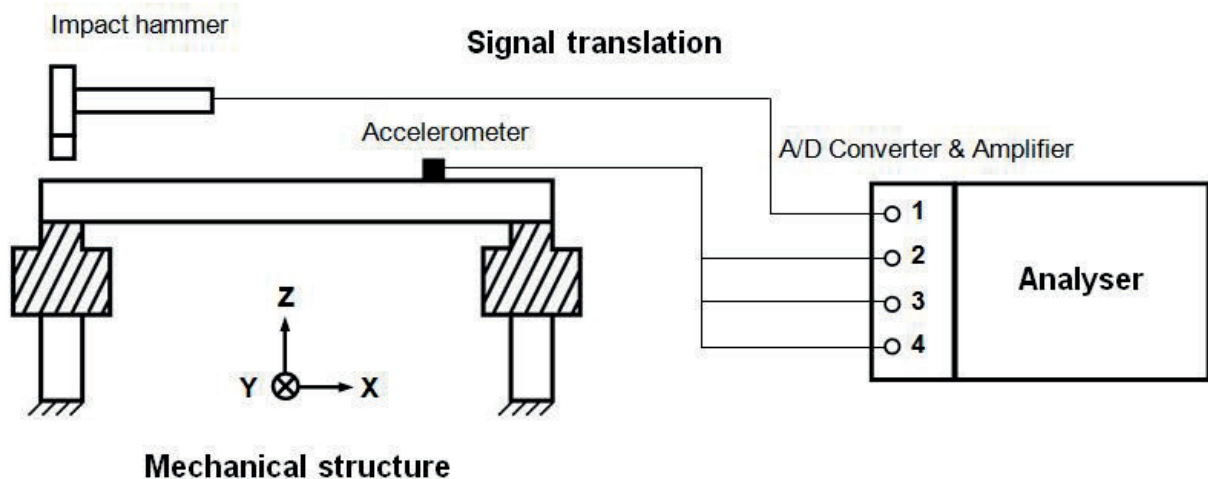 Impact hammer
Signal translation
Accelerometer
A/D Converter & Amplifier
1
2
3
4
Analyser
Z
Y
X
Mechanical structure